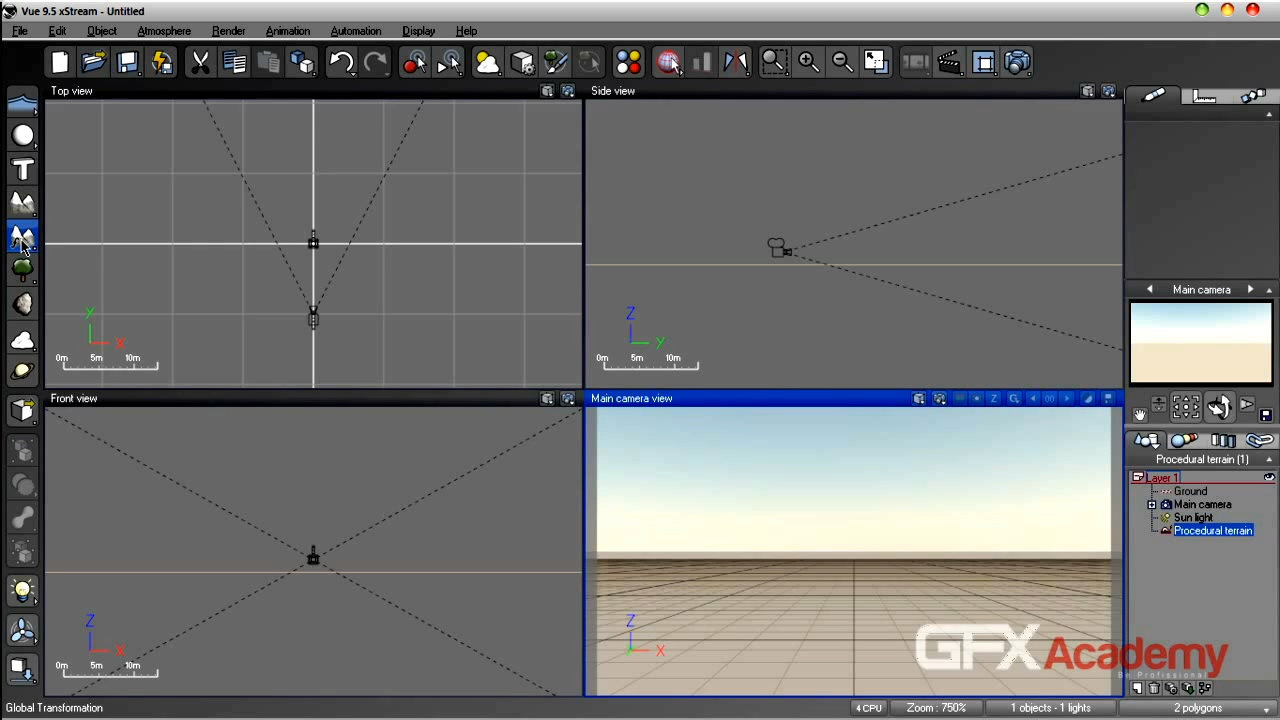 Vue 9.5 xStream - Untitled
File Edit Object Atmosphere Render Animation Automation Display Help
Top view
Side view
Y
X
0m 5m 10m
Z
Y
0m 5m 10m
Main camera
Front view
Main camera view
Z
X
0m 5m 10m
Z
X
Procedural terrain (1)
Layer 1
Ground
Main camera
Sun light
Procedural terrain
GFXAcademy
Be Profissional
Global Transformation
4 CPU
Zoom : 750%
1 objects - 1 lights
2 polygons